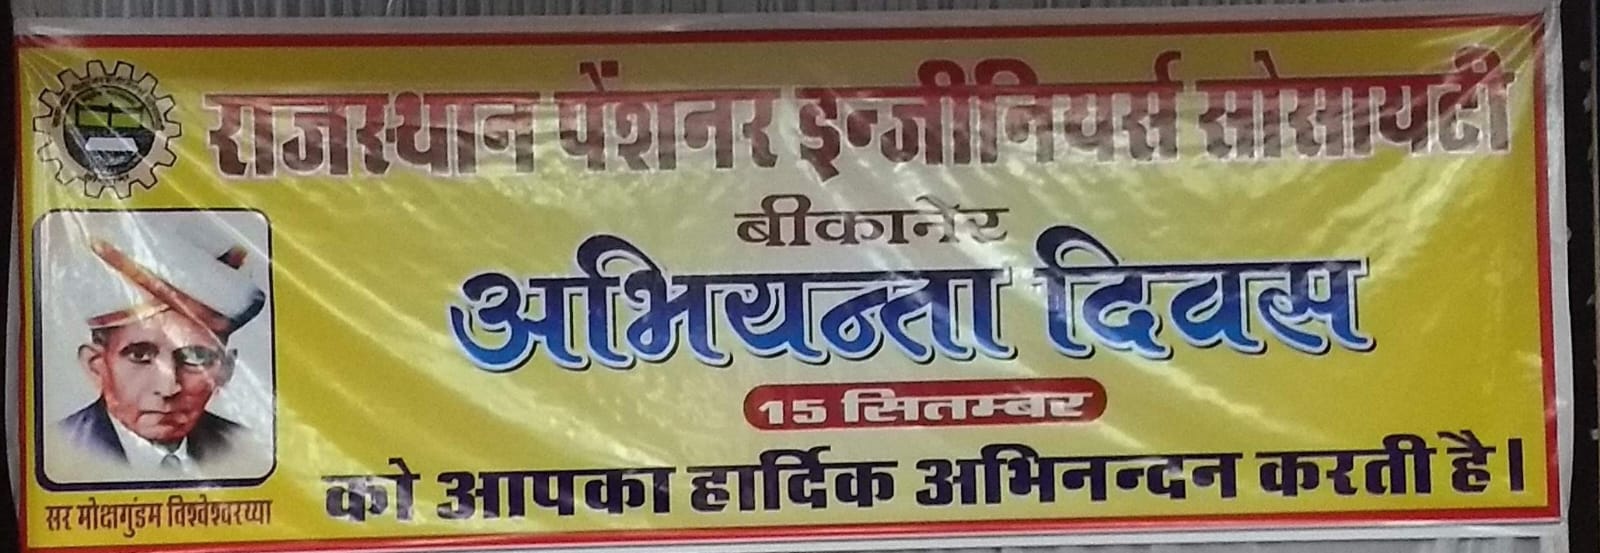 राजस्थान पेंशनर इन्जीनियर्स सोसायटी
बीकानेर
अभियन्ता दिवस
15 सितम्बर
को आपका हार्दिक अभिनन्दन करती है।
सर मोक्षगुंडम विश्वेश्वरय्या